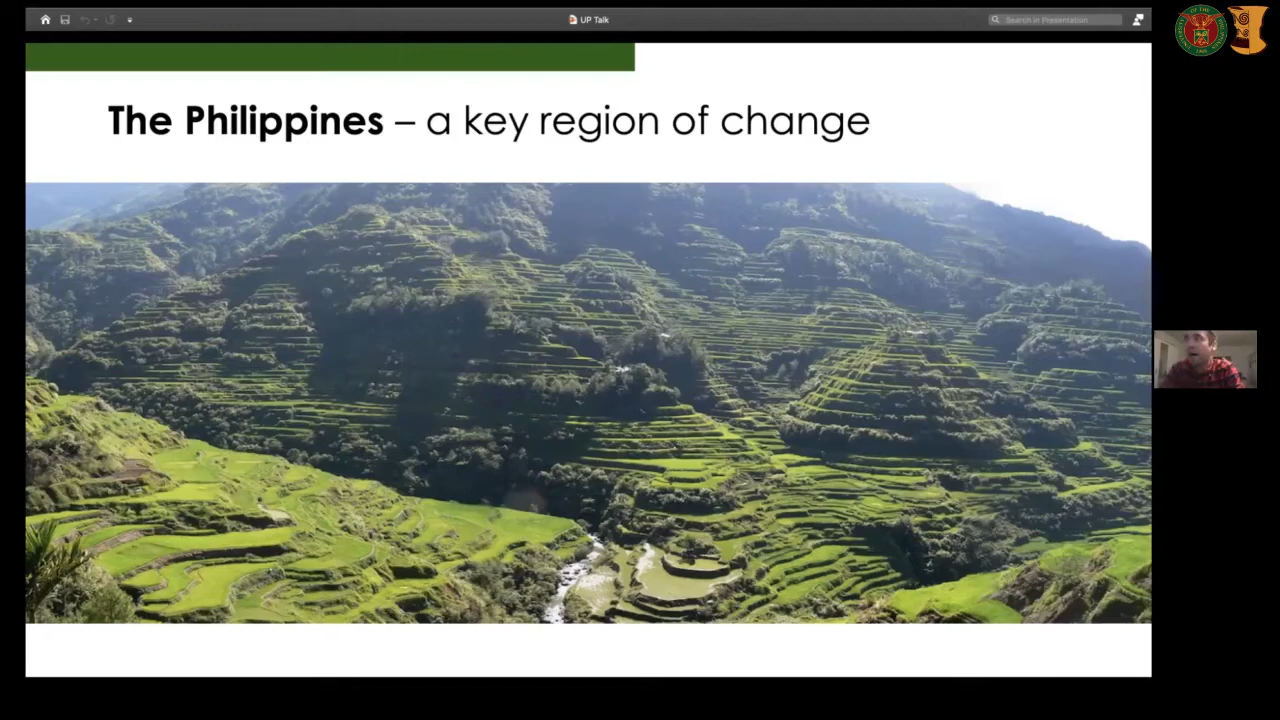 UP Talk
Search in Presentation
The Philippines – a key region of change